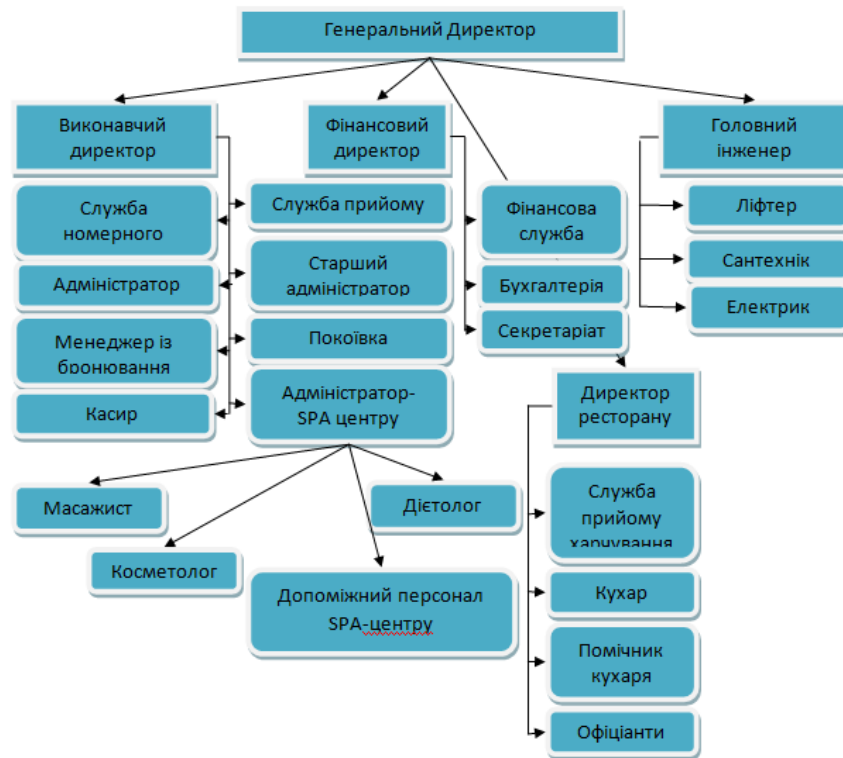 Генеральний Директор
Виконавчий
директор
Фінансовий
директор
Головний
інженер
Служба
номерного
Служба прийому
Фінансова
служба
Ліфтер
Адміністратор
Старший
адміністратор
Бухгалтерія
Сантехнік
Менеджер із
бронювання
Покоївка
Секретаріат
Електрик
Касир
Адміністратор-
SPA центру
Директор
ресторану
Масажист
Дієтолог
Служба
прийому
харчування
Косметолог
Допоміжний персонал
SPA-центру
Кухар
Помічник
кухаря
Офіціанти